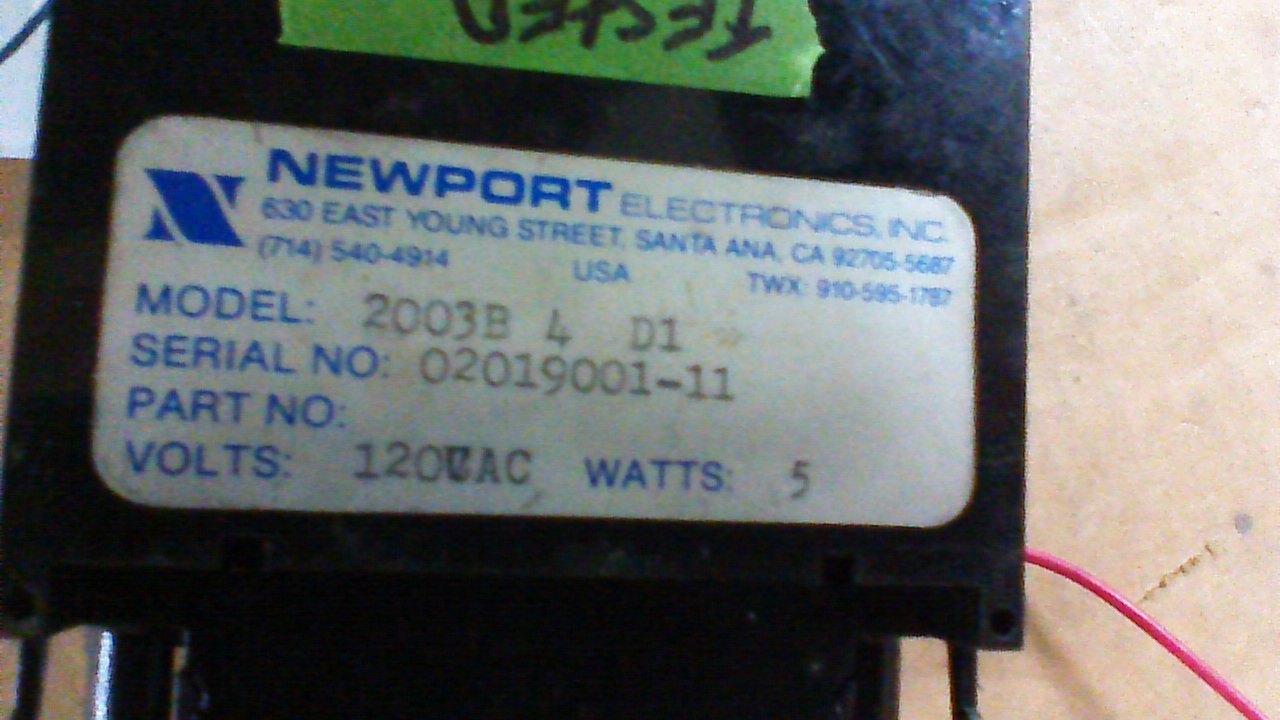 TESTED
NEWPORT ELECTRONICS, INC.
630 EAST YOUNG STREET, SANTA ANA, CA 92705-5687
(714) 540-4914 USA TWX: 910-595-1787
MODEL: 2003B 4 D1
SERIAL NO: 02019001-11
PART NO:
VOLTS: 120VAC WATTS: 5